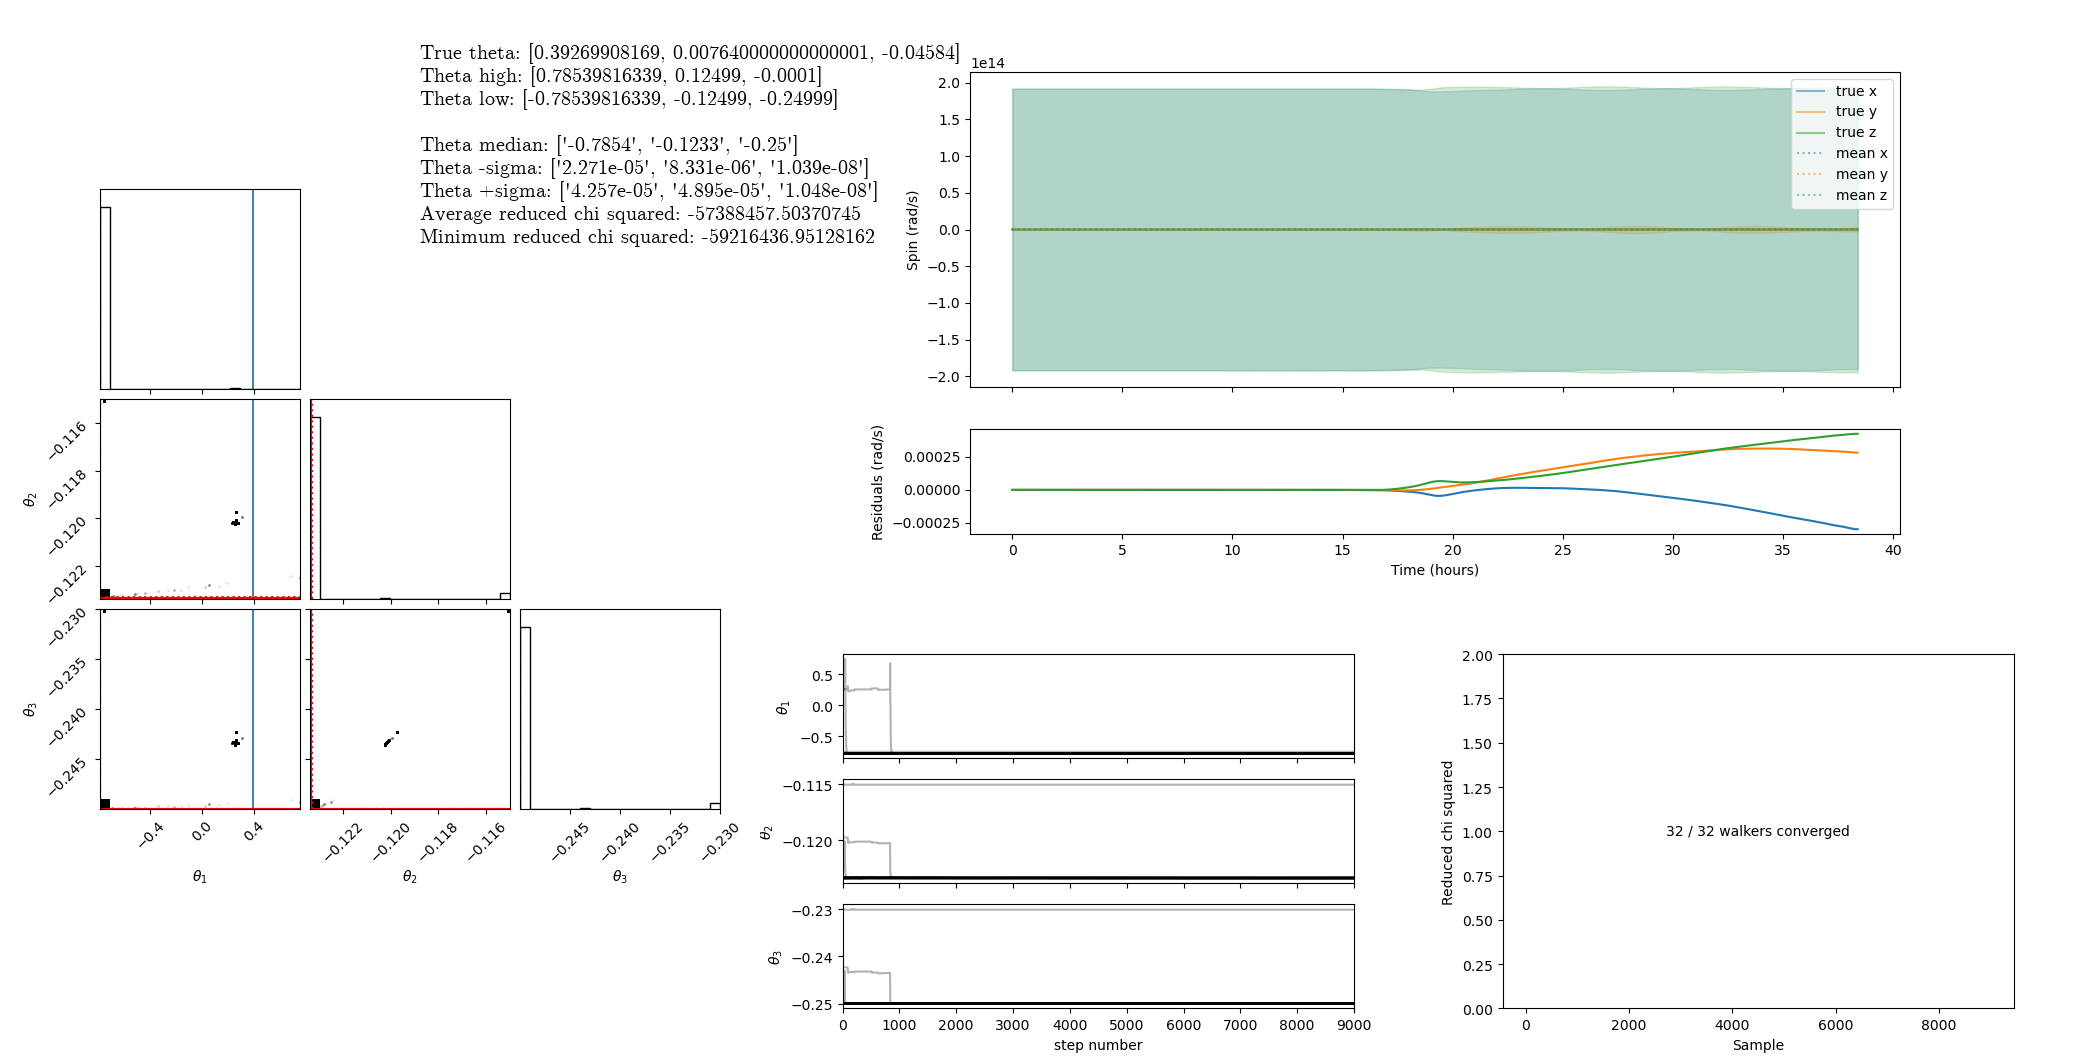 True theta: [0.39269908169, 0.007640000000000001, -0.04584]
Theta high: [0.78539816339, 0.12499, -0.0001]
Theta low: [-0.78539816339, -0.12499, -0.24999]
Theta median: ['-0.7854', '-0.1233', '-0.25']
Theta -sigma: ['2.271e-05', '8.331e-06', '1.039e-08']
Theta +sigma: ['4.257e-05', '4.895e-05', '1.048e-08']
Average reduced chi squared: -57388457.50370745
Minimum reduced chi squared: -59216436.95128162
1e14
2.0
1.5
1.0
0.5
0.0
−0.5
−1.0
−1.5
−2.0
Spin (rad/s)
true x
true y
true z
mean x
mean y
mean z
0.00025
0.00000
−0.00025
Residuals (rad/s)
0
5
10
15
20
25
30
35
40
Time (hours)
−0.116
−0.118
−0.120
−0.122
θ2
−0.230
−0.235
−0.240
−0.245
θ3
−0.4
0.0
0.4
θ1
−0.122
−0.120
−0.118
−0.116
θ2
−0.245
−0.240
−0.235
−0.230
θ3
0.5
0.0
−0.5
θ1
−0.115
−0.120
θ2
−0.23
−0.24
−0.25
θ3
0
1000
2000
3000
4000
5000
6000
7000
8000
9000
step number
2.00
1.75
1.50
1.25
1.00
0.75
0.50
0.25
0.00
Reduced chi squared
32 / 32 walkers converged
0
2000
4000
6000
8000
Sample